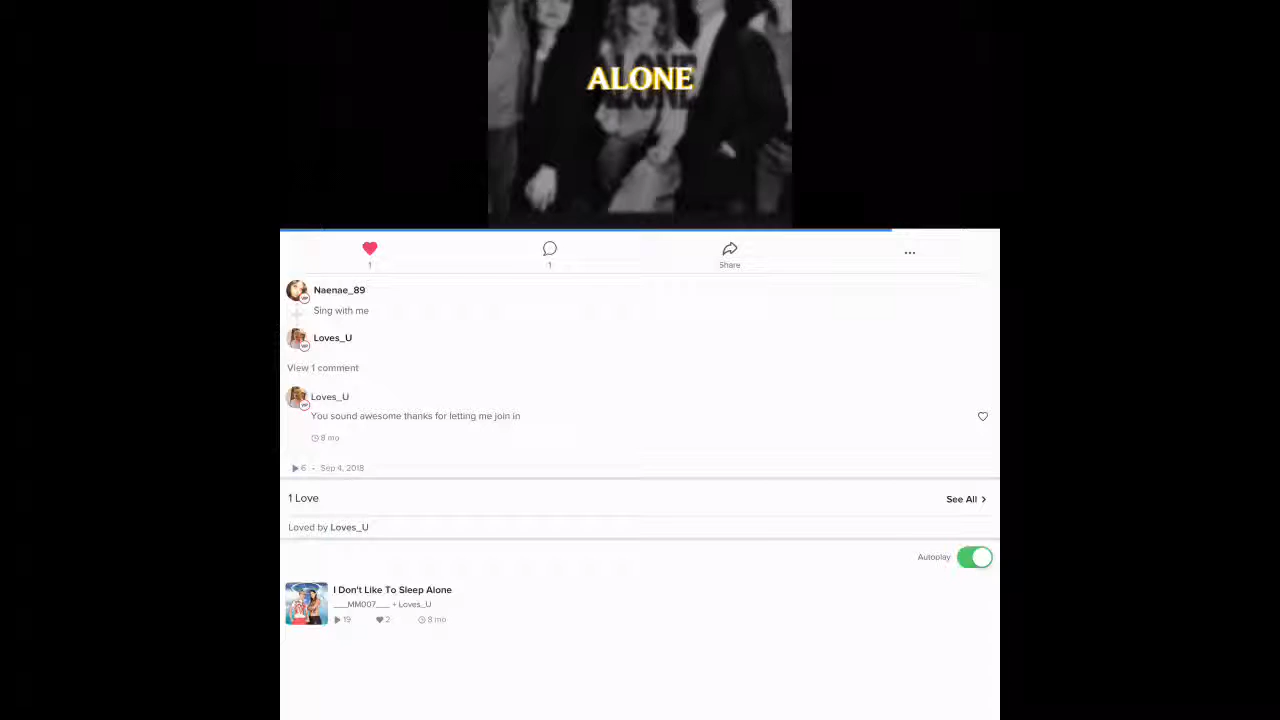 ALONE
1
1
Share
Naenae_89
Sing with me
Loves_U
View 1 comment
Loves_U
You sound awesome thanks for letting me join in
8 mo
6 - Sep 4, 2018
1 Love
See All
Loved by Loves_U
Autoplay
I Don't Like To Sleep Alone
___MM007___ + Loves_U
19 2 8 mo